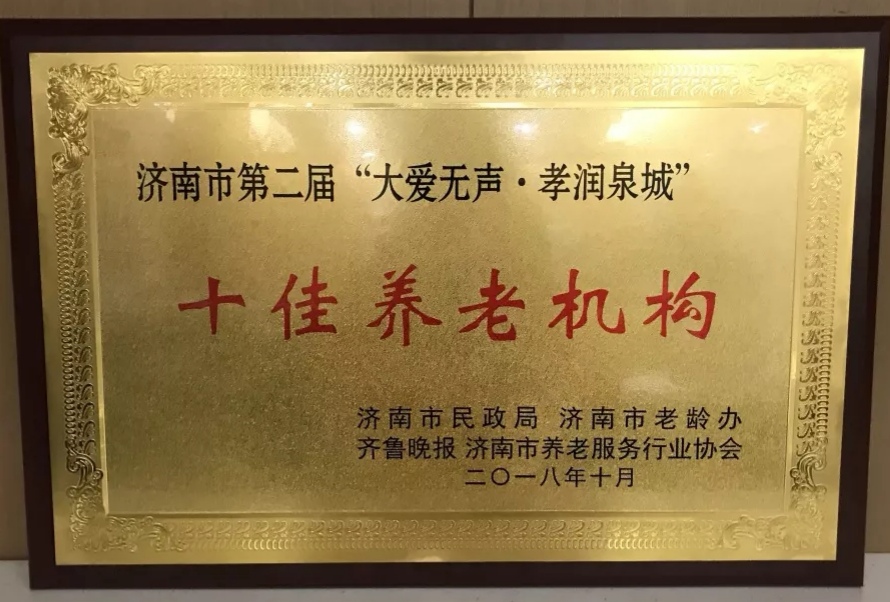 济南市第二届“大爱无声·孝润泉城”
十佳养老机构
济南市民政局 济南市老龄办
齐鲁晚报 济南市养老服务行业协会
二〇一八年十月